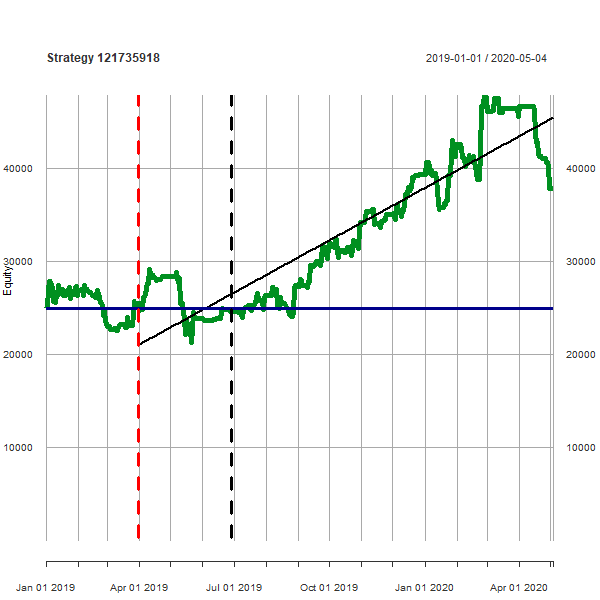 Strategy 121735918
2019-01-01 / 2020-05-04
40000
40000
30000
30000
Equity
20000
20000
10000
10000
Jan 01 2019
Apr 01 2019
Jul 01 2019
Oct 01 2019
Jan 01 2020
Apr 01 2020